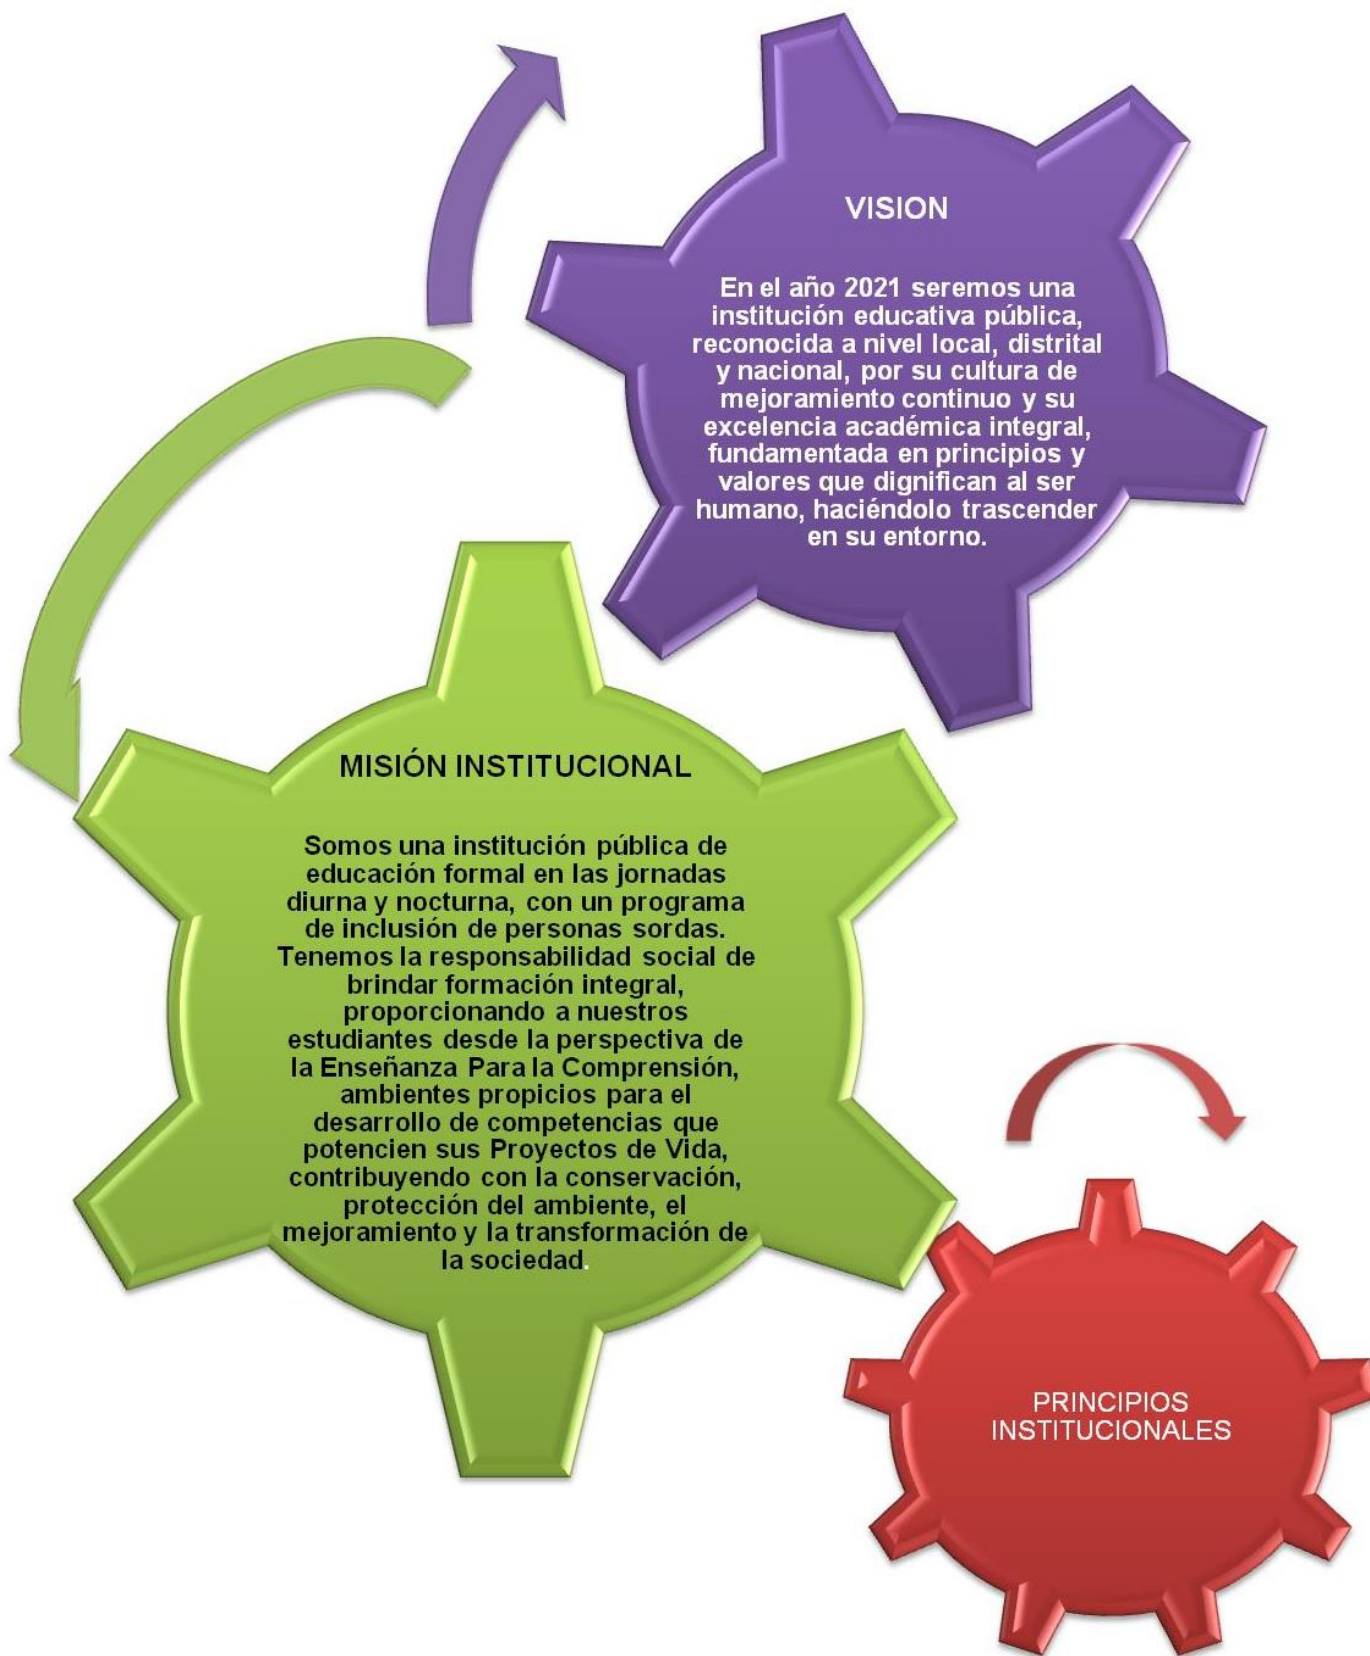 VISION
En el año 2021 seremos una
institución educativa pública,
reconocida a nivel local, distrital
y nacional, por su cultura de
mejoramiento continuo y su
excelencia académica integral,
fundamentada en principios y
valores que dignifican al ser
humano, haciéndolo trascender
en su entorno.
MISIÓN INSTITUCIONAL
Somos una institución pública de
educación formal en las jornadas
diurna y nocturna, con un programa
de inclusión de personas sordas.
Tenemos la responsabilidad social de
brindar formación integral,
proporcionando a nuestros
estudiantes desde la perspectiva de
la Enseñanza Para la Comprensión,
ambientes propicios para el
desarrollo de competencias que
potencien sus Proyectos de Vida,
contribuyendo con la conservación,
protección del ambiente, el
mejoramiento y la transformación de
la sociedad.
PRINCIPIOS
INSTITUCIONALES